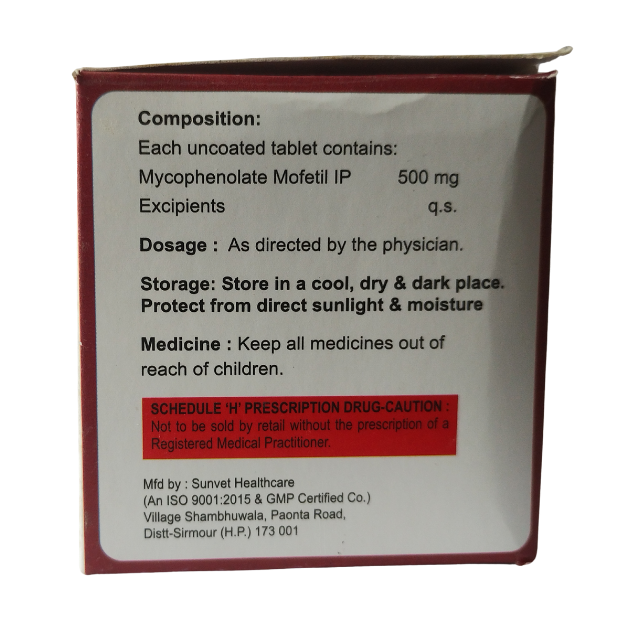 Composition:
Each uncoated tablet contains:
Mycophenolate Mofetil IP 500 mg
Excipients q.s.
Dosage : As directed by the physician.
Storage: Store in a cool, dry & dark place.
Protect from direct sunlight & moisture
Medicine : Keep all medicines out of
reach of children.
SCHEDULE 'H' PRESCRIPTION DRUG-CAUTION :
Not to be sold by retail without the prescription of a
Registered Medical Practitioner.
Mfd by : Sunvet Healthcare
(An ISO 9001:2015 & GMP Certified Co.)
Village Shambhuwala, Paonta Road,
Distt-Sirmour (H.P.) 173 001